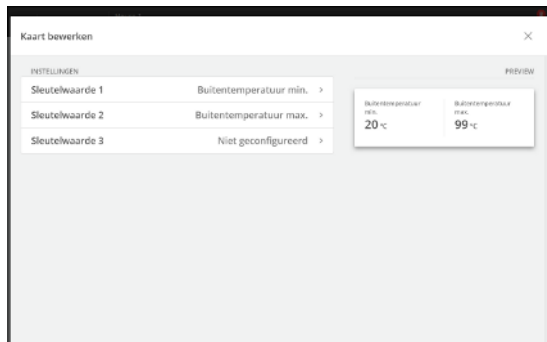 Kaart bewerken
INSTELLINGEN
PREVIEW
Sleutelwaarde 1 Buitentemperatuur min.
Sleutelwaarde 2 Buitentemperatuur max.
Sleutelwaarde 3 Niet geconfigureerd
Buitentemperatuur
min.
20 °C
Buitentemperatuur
max.
99 °C